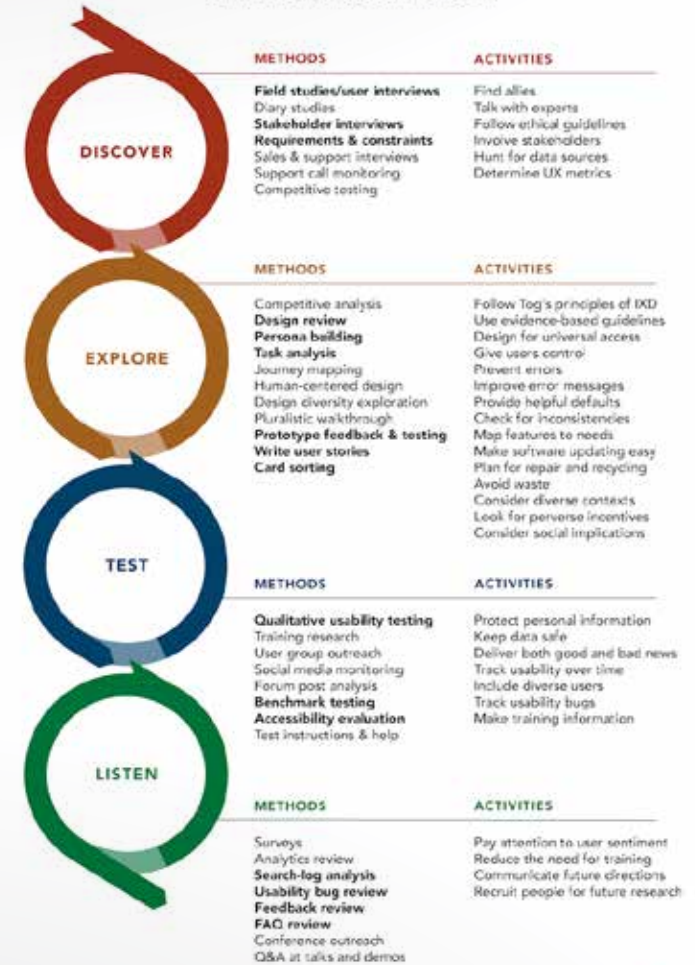 DISCOVER
METHODS
Field studies/user interviews
Diary studies
Stakeholder interviews
Requirements & constraints
Sales & support interviews
Support call monitoring
Competitive testing
ACTIVITIES
Find allies
Talk with experts
Follow ethical guidelines
Involve stakeholders
Hunt for data sources
Determine UX metrics
EXPLORE
METHODS
Competitive analysis
Design review
Persona building
Task analysis
Journey mapping
Human-centered design
Design diversity exploration
Pluralistic walkthrough
Prototype feedback & testing
Write user stories
Card sorting
ACTIVITIES
Follow Tog's principles of IXD
Use evidence-based guidelines
Design for universal access
Give users control
Prevent errors
Improve error messages
Provide helpful defaults
Check for inconsistencies
Map features to needs
Make software updating easy
Plan for repair and recycling
Avoid waste
Consider diverse contexts
Look for perverse incentives
Consider social implications
TEST
METHODS
Qualitative usability testing
Training research
User group outreach
Social media monitoring
Forum post analysis
Benchmark testing
Accessibility evaluation
Test instructions & help
ACTIVITIES
Protect personal information
Keep data safe
Deliver both good and bad news
Track usability over time
Include diverse users
Track usability bugs
Make training information
LISTEN
METHODS
Surveys
Analytics review
Search-log analysis
Usability bug review
Feedback review
FAQ review
Conference outreach
Q&A at talks and demos
ACTIVITIES
Pay attention to user sentiment
Reduce the need for training
Communicate future directions
Recruit people for future research